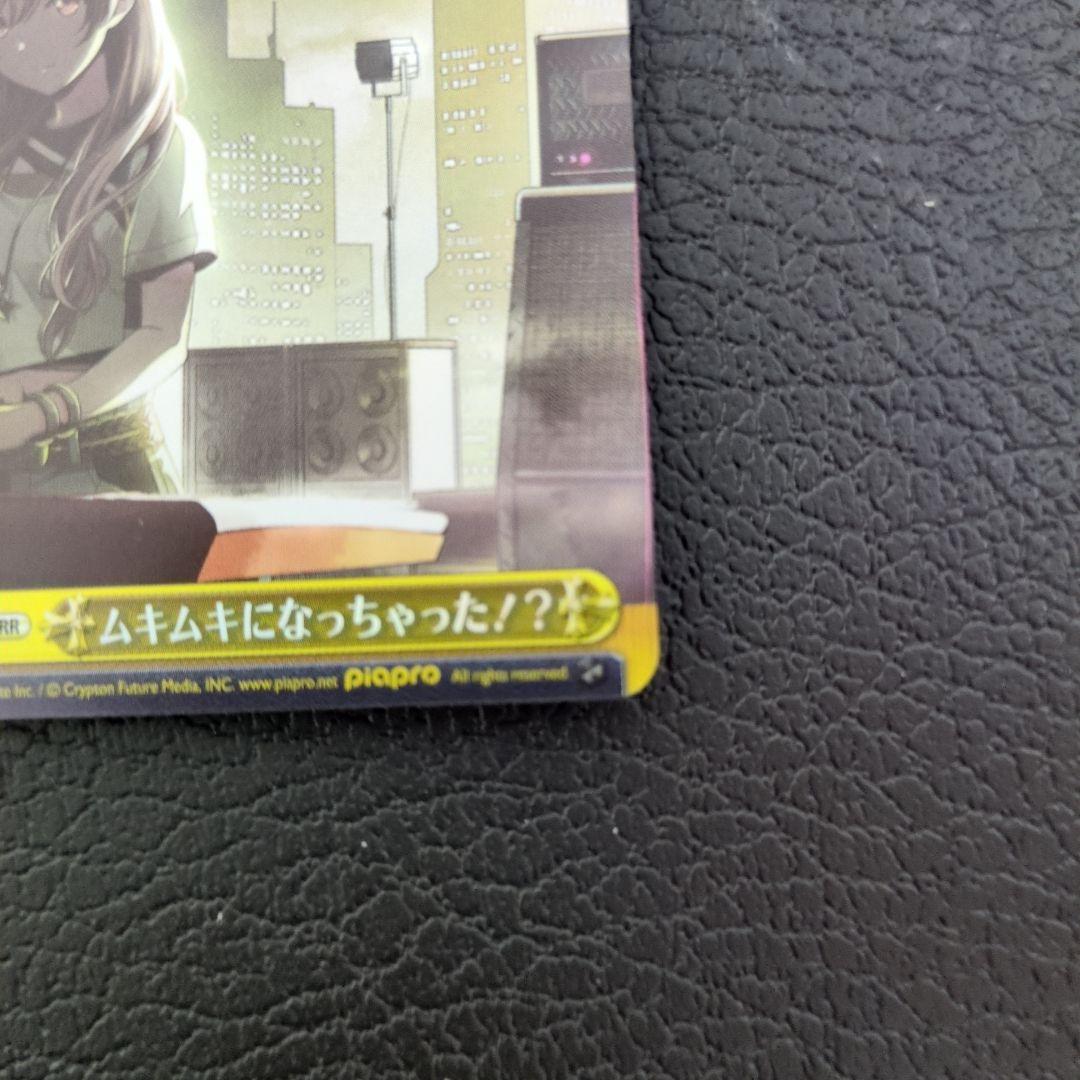 RR ムキムキになっちゃった!?
te Inc. / © Crypton Future Media, INC. www.piapro.net piapro All rights reserved.